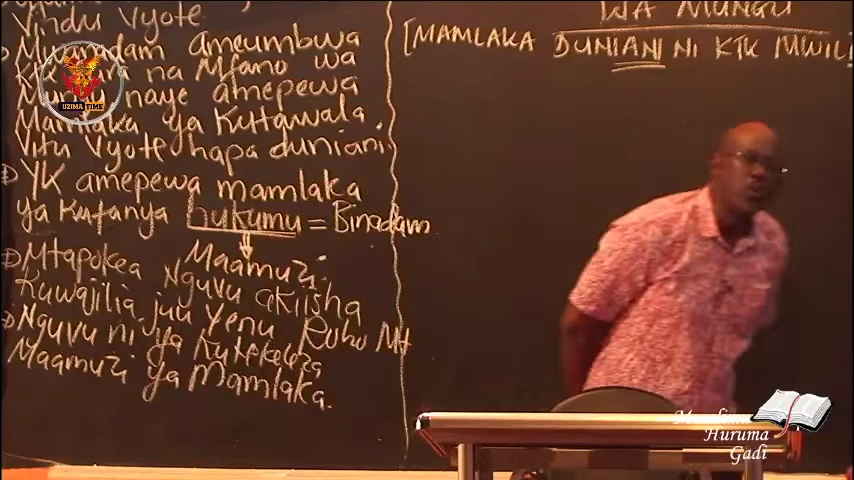 Vindu Vyote
Mwanadam ameumbwa
na Mfano wa
naye amepewa
Mamlaka ya Kutawala
Vitu Vyote hapa duniani.
YK amepewa mamlaka
ya Kufanya hukumu = Binadam
Maamuzi.
Mtapokea Nguvu akiisha
Kuwajilia juu Yenu Roho Mt
Nguvu ni ya Kutekeleza
Maamuzi ya Mamlaka.
WA MUNGU
[MAMLAKA DUNIANI NI KTK MWILI
UZIMA TIME
Huruma
Gadi